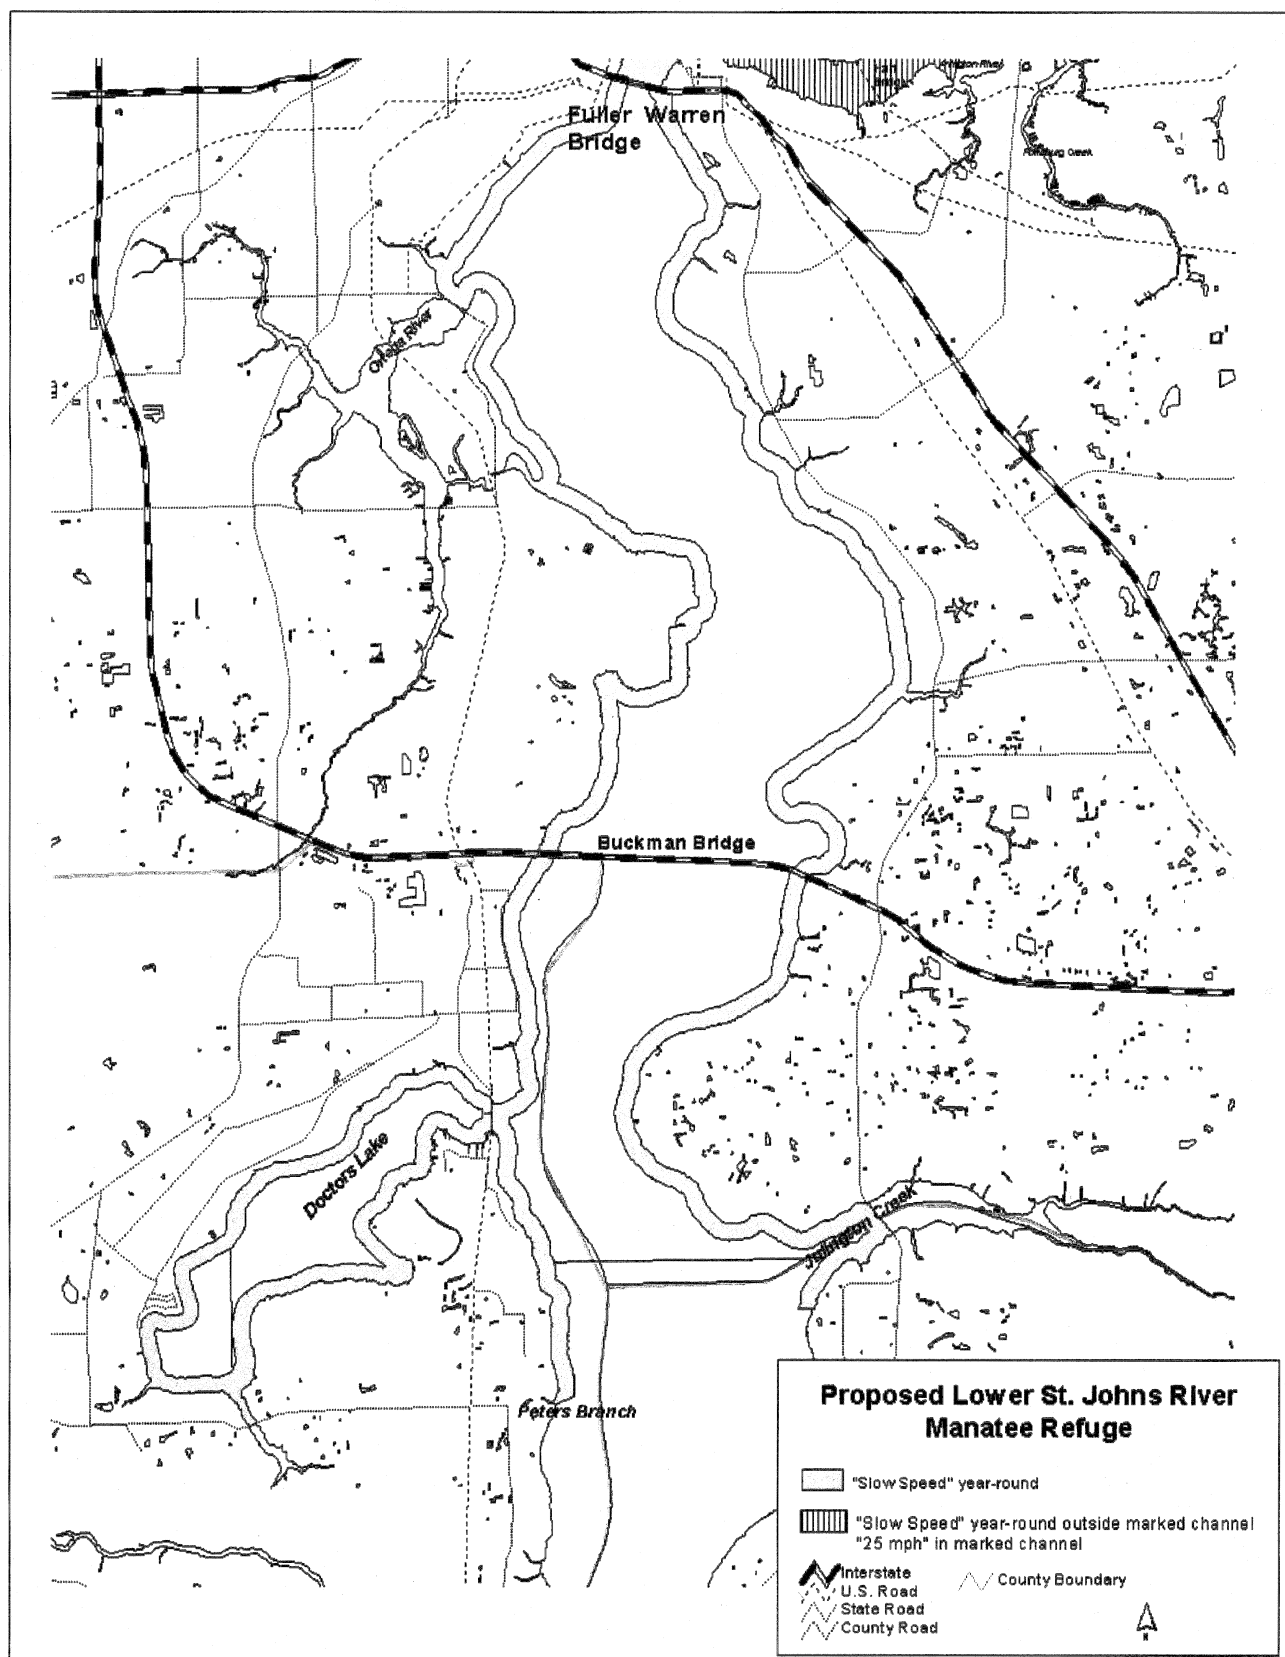 Fuller Warren
Bridge
Ortega River
Buckman Bridge
Doctors Lake
Julington Creek
Peters Branch
Proposed Lower St. Johns River
Manatee Refuge
"Slow Speed" year-round
"Slow Speed" year-round outside marked channel
"25 mph" in marked channel
Interstate
U.S. Road
State Road
County Road
County Boundary
N